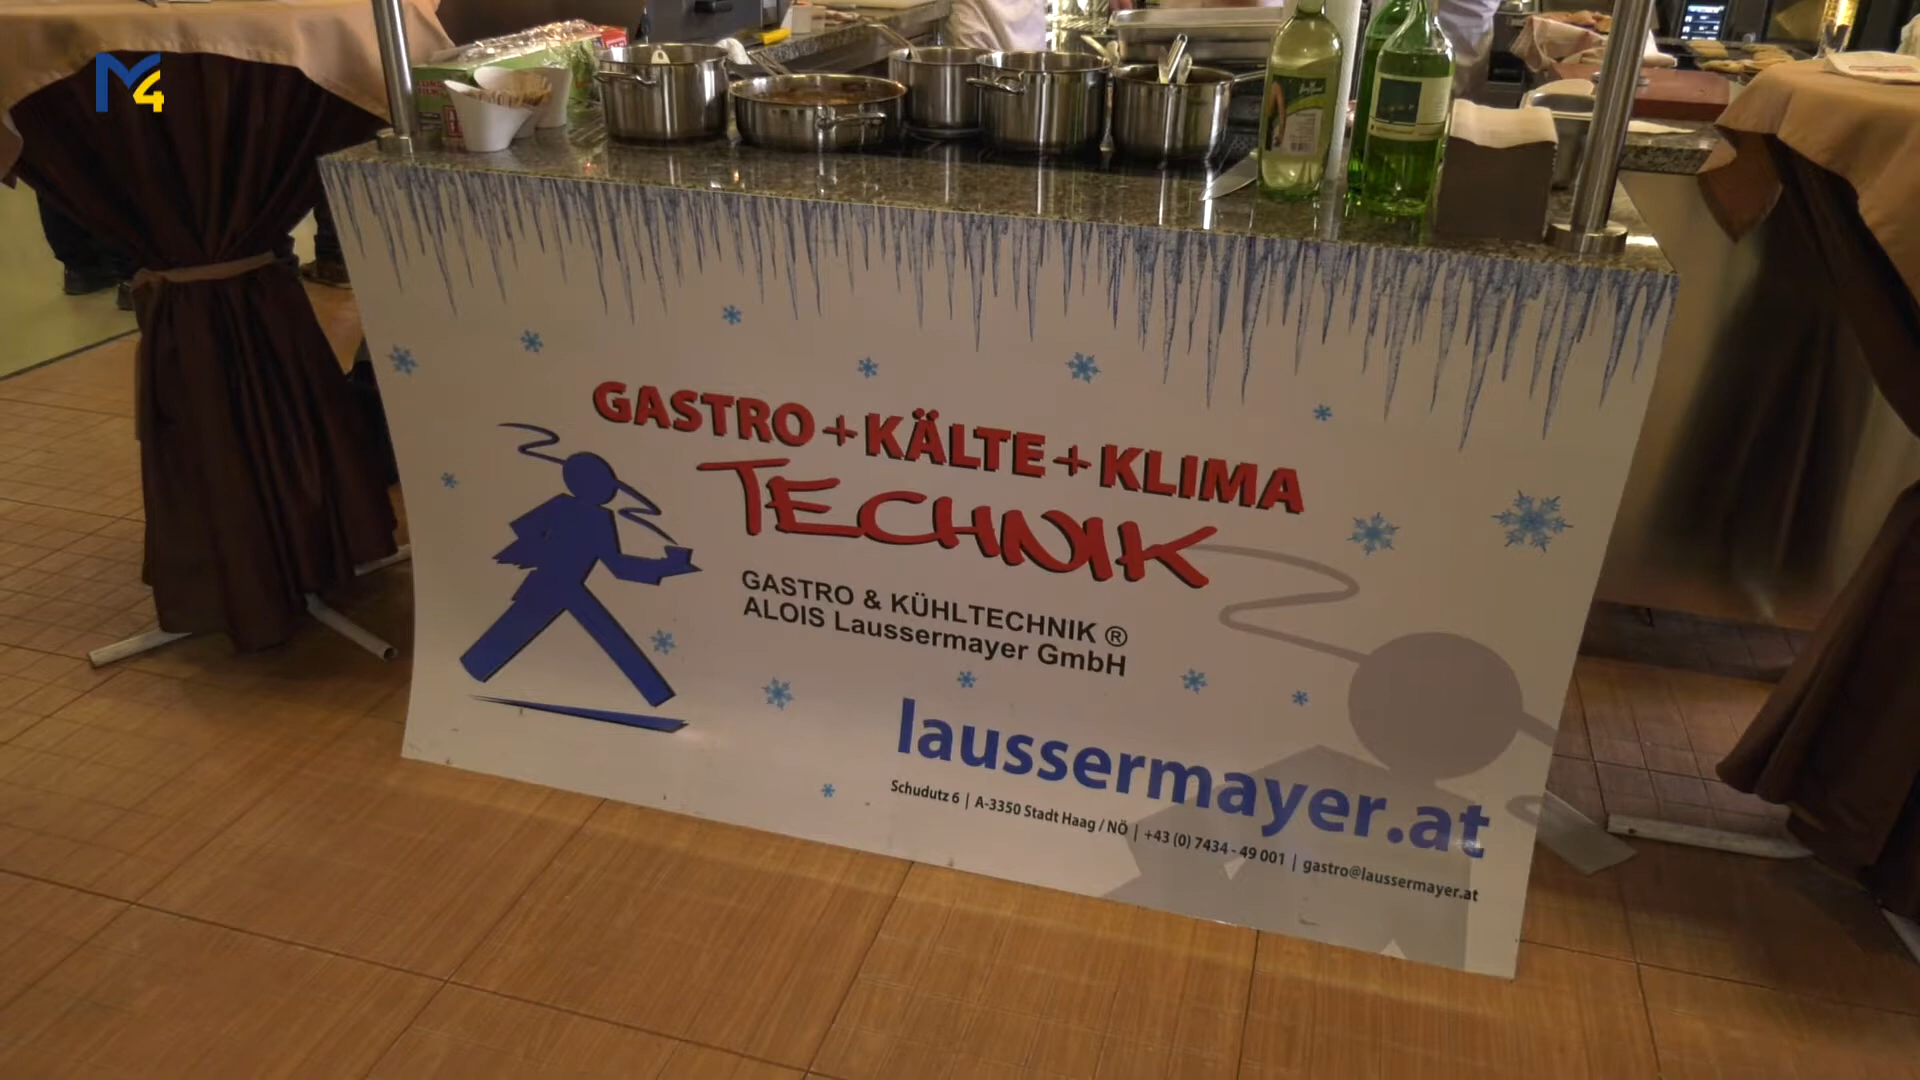 M4
GASTRO + KÄLTE + KLIMA
TECHNIK
GASTRO & KÜHLTECHNIK ®
ALOIS Laussermayer GmbH
laussermayer.at
Schudutz 6 | A-3350 Stadt Haag / NÖ | +43 (0) 7434 - 49 001 | gastro@laussermayer.at